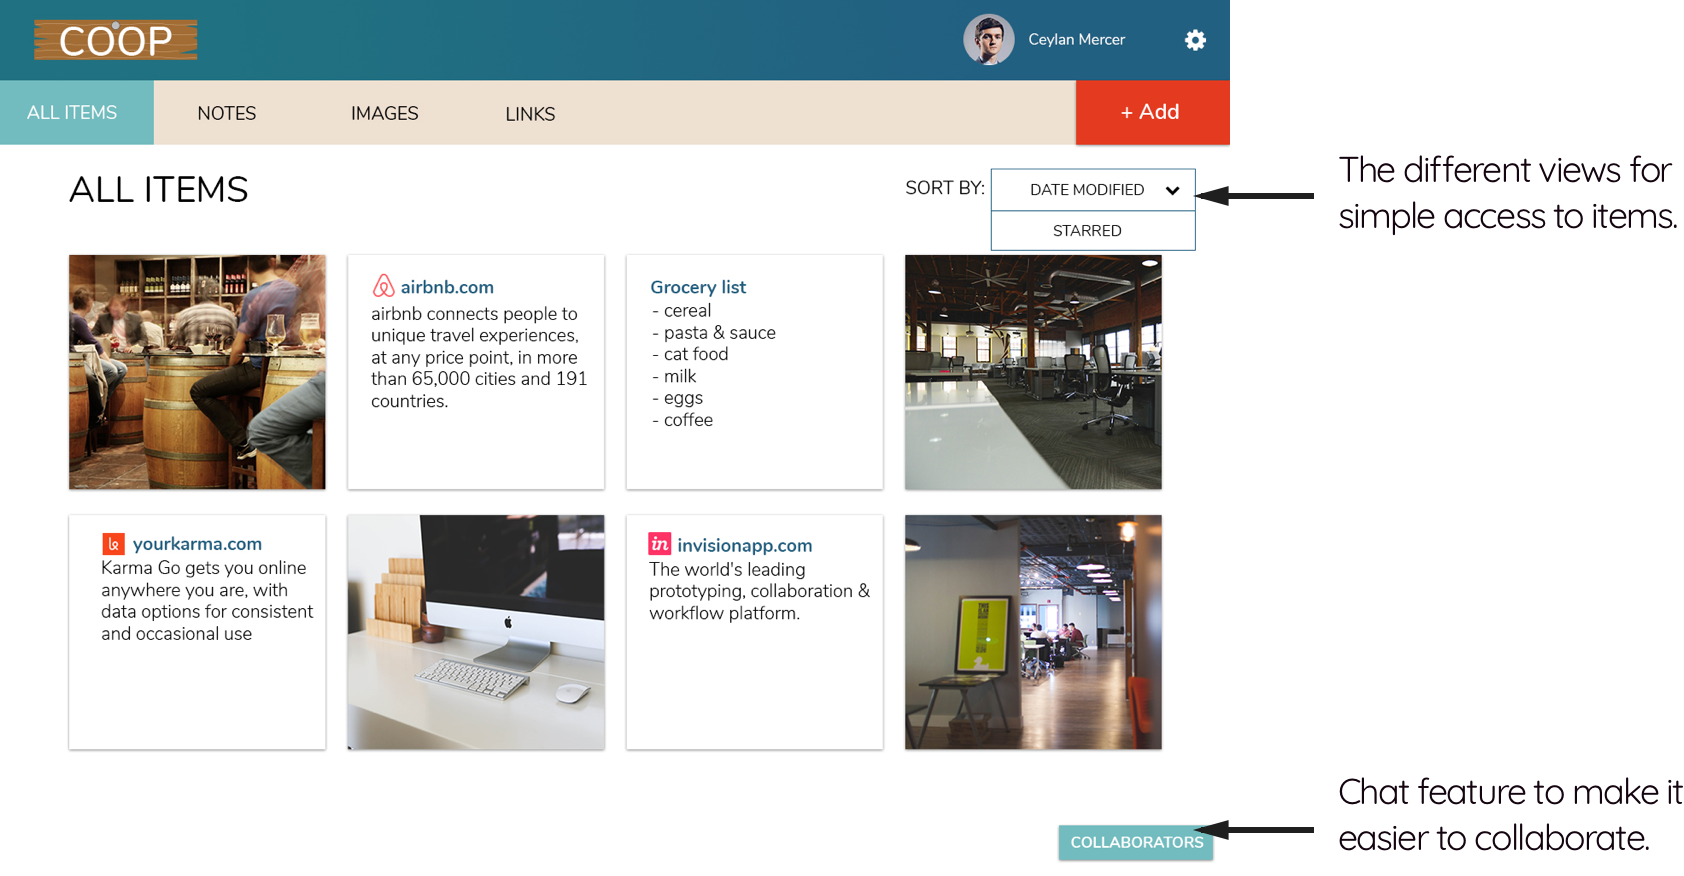 COOP
Ceylan Mercer
ALL ITEMS
NOTES
IMAGES
LINKS
+ Add
ALL ITEMS
SORT BY:
DATE MODIFIED
STARRED
The different views for
simple access to items.
airbnb.com
airbnb connects people to
unique travel experiences,
at any price point, in more
than 65,000 cities and 191
countries.
Grocery list
- cereal
- pasta & sauce
- cat food
- milk
- eggs
- coffee
yourkarma.com
Karma Go gets you online
anywhere you are, with
data options for consistent
and occasional use
in invisionapp.com
The world's leading
prototyping, collaboration &
workflow platform.
COLLABORATORS
Chat feature to make it
easier to collaborate.